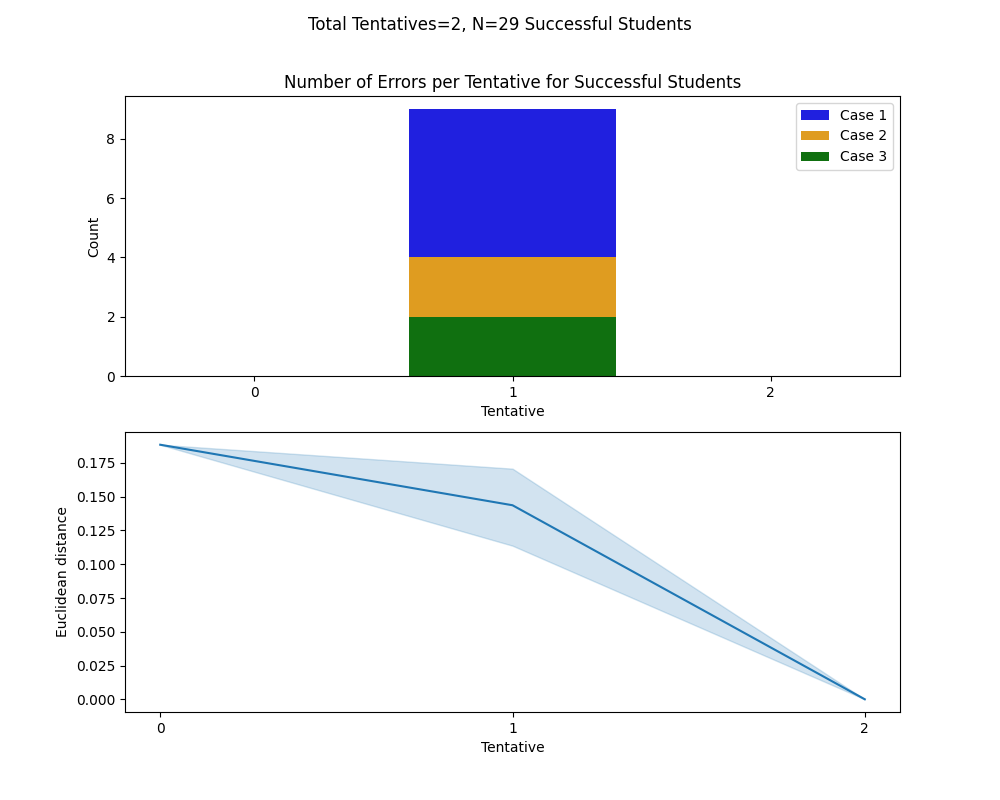 Total Tentatives=2, N=29 Successful Students
Number of Errors per Tentative for Successful Students
Case 1
Case 2
Case 3
8
6
4
2
0
Count
0 1 2
Tentative
0.175
0.150
0.125
0.100
0.075
0.050
0.025
0.000
Euclidean distance
0 1 2
Tentative